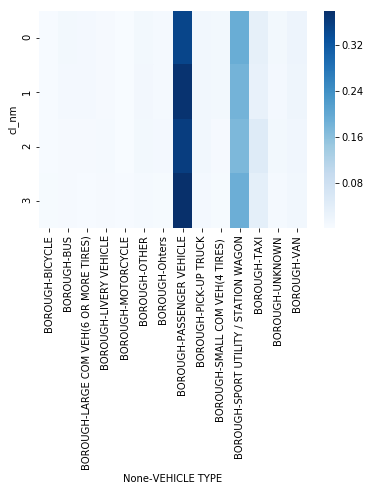 cl_nm
0
1
2
3
0.32
0.24
0.16
0.08
BOROUGH-BICYCLE
BOROUGH-BUS
BOROUGH-LARGE COM VEH(6 OR MORE TIRES)
BOROUGH-LIVERY VEHICLE
BOROUGH-MOTORCYCLE
BOROUGH-OTHER
BOROUGH-Ohters
BOROUGH-PASSENGER VEHICLE
BOROUGH-PICK-UP TRUCK
BOROUGH-SMALL COM VEH(4 TIRES)
BOROUGH-SPORT UTILITY / STATION WAGON
BOROUGH-TAXI
BOROUGH-UNKNOWN
BOROUGH-VAN
None-VEHICLE TYPE